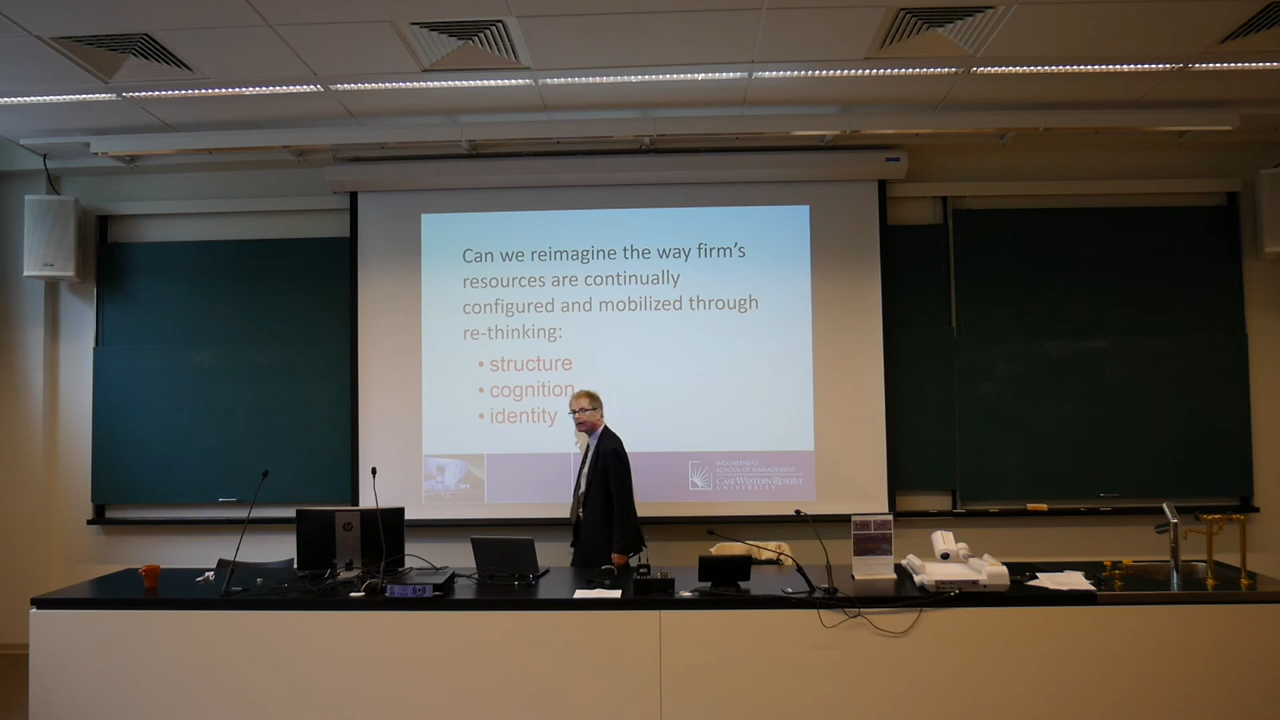 Can we reimagine the way firm's
resources are continually
configured and mobilized through
re-thinking:
• structure
• cognition
• identity
WEATHERHEAD
SCHOOL OF MANAGEMENT
CASE WESTERN RESERVE
UNIVERSITY
hp